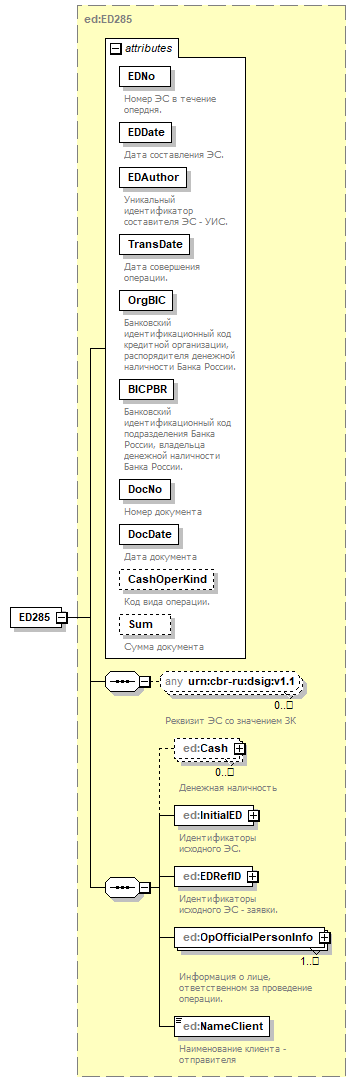 ed:ED285
attributes
EDNo
Номер ЭС в течение
опердня.
EDDate
Дата составления ЭС.
EDAuthor
Уникальный
идентификатор
составителя ЭС - УИС.
TransDate
Дата совершения
операции.
OrgBIC
Банковский
идентификационный код
кредитной организации,
распорядителя денежной
наличности Банка России.
BICPBR
Банковский
идентификационный код
подразделения Банка
России, владельца
денежной наличности
Банка России.
DocNo
Номер документа
DocDate
Дата документа
CashOperKind
Код вида операции.
Sum
Сумма документа
ED285
any urn:cbr-ru:dsig:v1.1
0..□
Реквизит ЭС со значением ЗК
ed:Cash
0..□
Денежная наличность
ed:InitialED
Идентификаторы
исходного ЭС.
ed:EDRefID
Идентификаторы
исходного ЭС - заявки.
ed:OpOfficialPersonInfo
1..□
Информация о лице,
ответственном за проведение
операции.
ed:NameClient
Наименование клиента -
отправителя